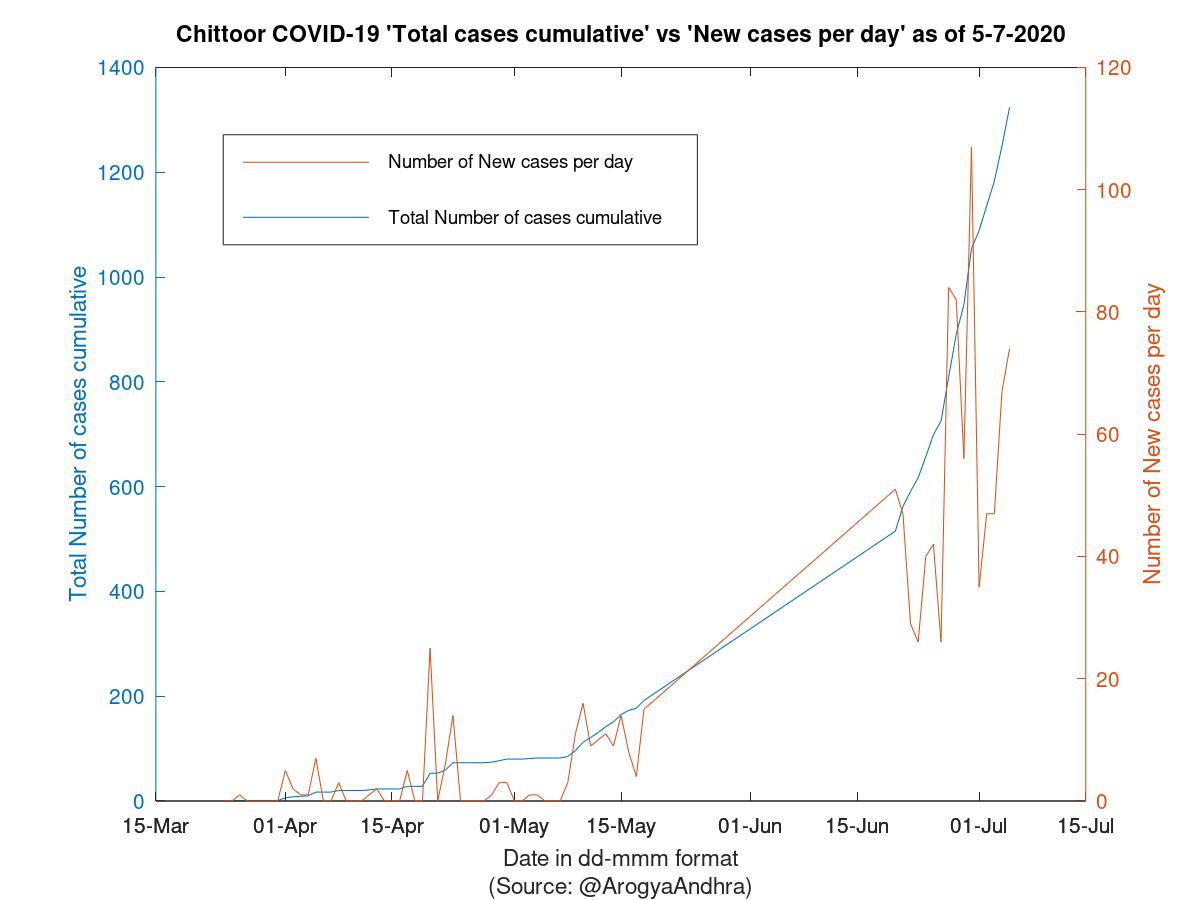 Chittoor COVID-19 'Total cases cumulative' vs 'New cases per day' as of 5-7-2020
1400
1200
1000
800
600
400
200
0
Total Number of cases cumulative
Number of New cases per day
Total Number of cases cumulative
120
100
80
60
40
20
0
Number of New cases per day
15-Mar 01-Apr 15-Apr 01-May 15-May 01-Jun 15-Jun 01-Jul 15-Jul
Date in dd-mmm format
(Source: @ArogyaAndhra)